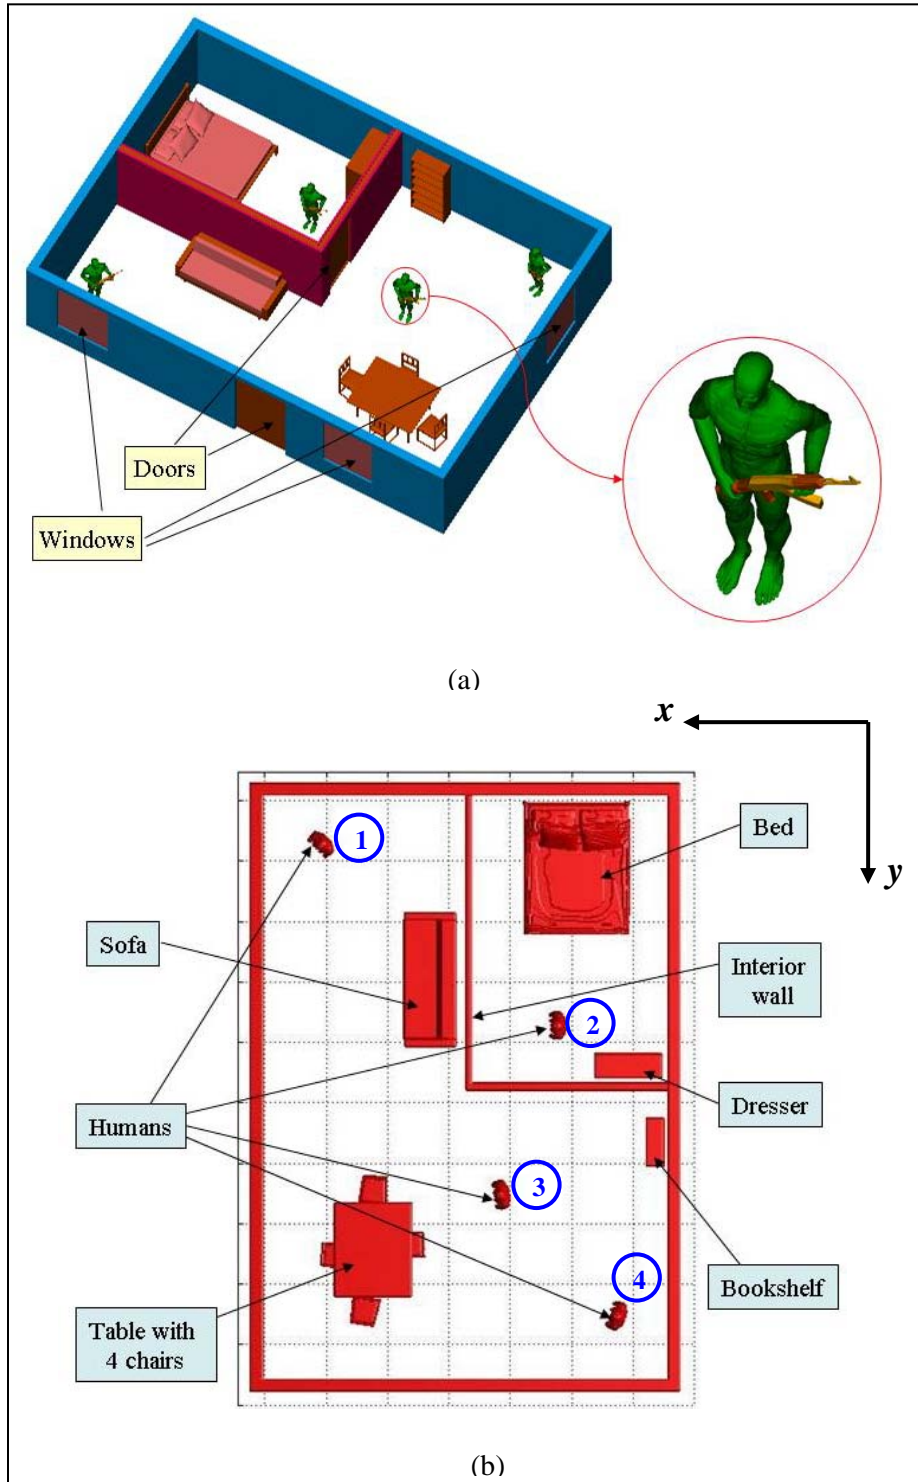 Doors
Windows
(a)
x
y
1
Bed
Sofa
Interior
wall
2
Humans
Dresser
3
4
Bookshelf
Table with
4 chairs
(b)